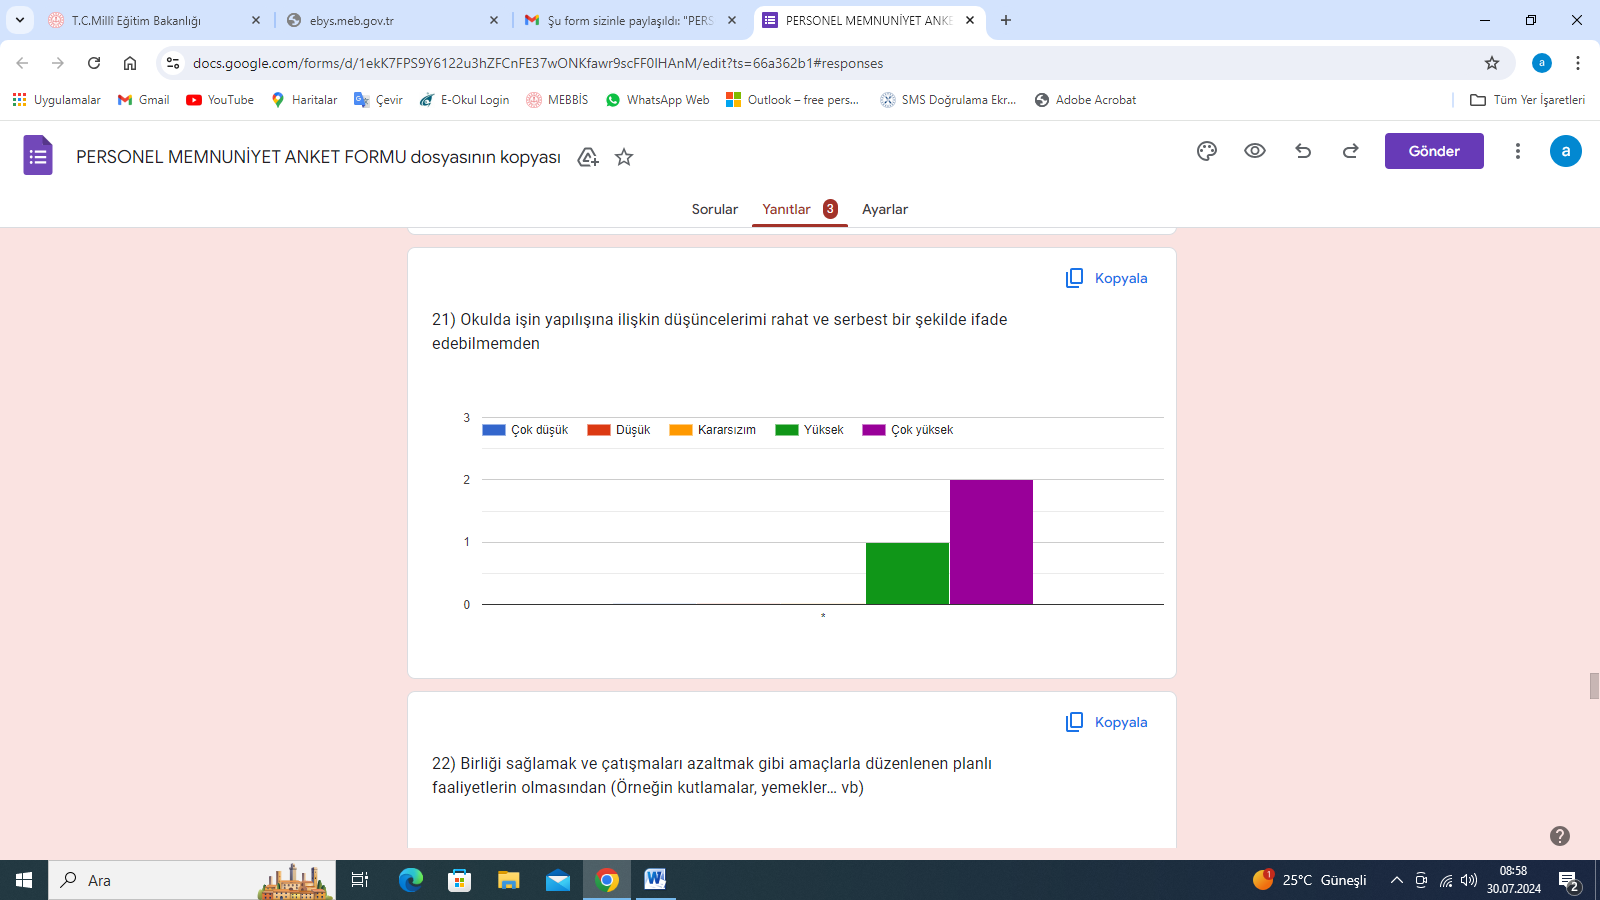 T.C.Millî Eğitim Bakanlığı
ebys.meb.gov.tr
Şu form sizinle paylaşıldı: "PERS
PERSONEL MEMNUNİYET ANKE
docs.google.com/forms/d/1ekK7FPS9Y6122u3hZFCnFE37wONKfawr9scFF0IHAnM/edit?ts=66a362b1#responses
a
Uygulamalar
Gmail
YouTube
Haritalar
Çevir
E-Okul Login
MEBBİS
WhatsApp Web
Outlook – free pers...
SMS Doğrulama Ekr...
Adobe Acrobat
Tüm Yer İşaretleri
PERSONEL MEMNUNİYET ANKET FORMU dosyasının kopyası
Gönder
a
Sorular
Yanıtlar 3
Ayarlar
Kopyala
21) Okulda işin yapılışına ilişkin düşüncelerimi rahat ve serbest bir şekilde ifade
edebilmemden
3
Çok düşük
Düşük
Kararsızım
Yüksek
Çok yüksek
2
1
0
*
Kopyala
22) Birliği sağlamak ve çatışmaları azaltmak gibi amaçlarla düzenlenen planlı
faaliyetlerin olmasından (Örneğin kutlamalar, yemekler... vb)
Ara
1
25°C Güneşli
08:58
30.07.2024
2